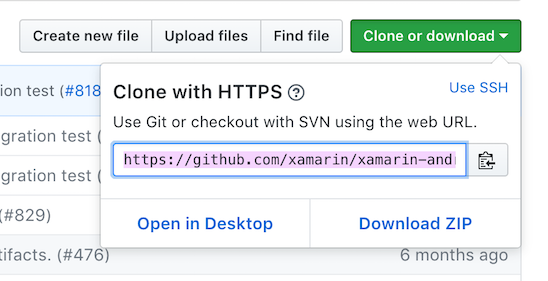 Create new file Upload files Find file Clone or download
ion test (#818
Clone with HTTPS Use SSH
Use Git or checkout with SVN using the web URL.
gration test (#
https://github.com/xamarin/xamarin-and
gration test (#
(#829)
Open in Desktop Download ZIP
tifacts. (#476) 6 months ago